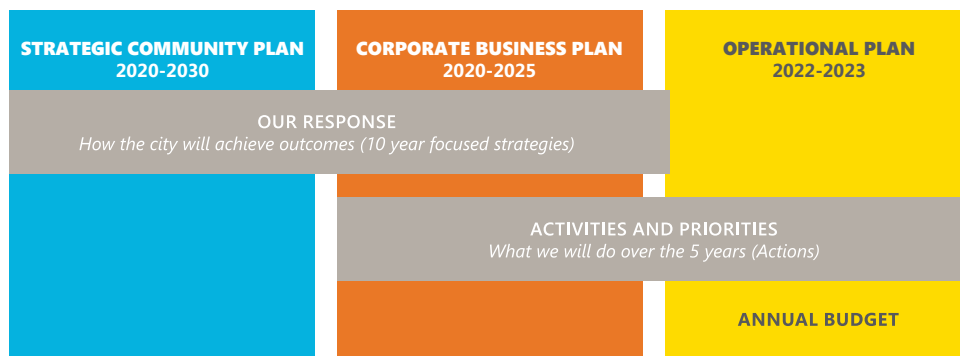 STRATEGIC COMMUNITY PLAN
2020-2030
CORPORATE BUSINESS PLAN
2020-2025
OPERATIONAL PLAN
2022-2023
OUR RESPONSE
How the city will achieve outcomes (10 year focused strategies)
ACTIVITIES AND PRIORITIES
What we will do over the 5 years (Actions)
ANNUAL BUDGET